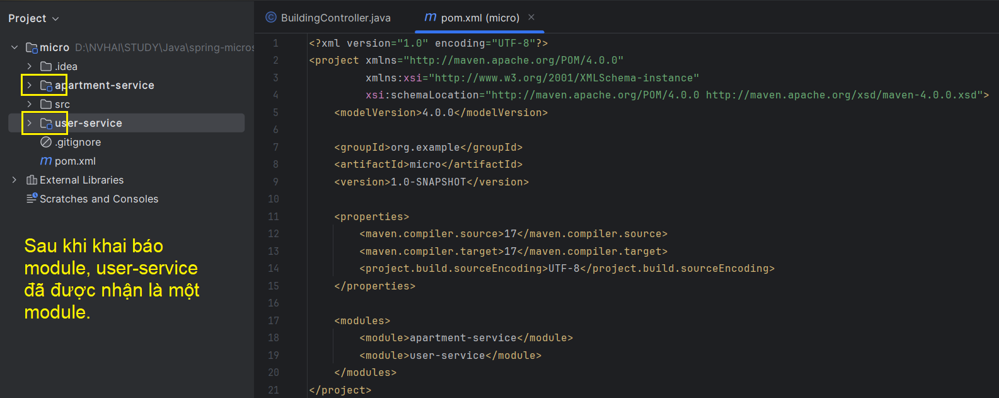 Project
micro D:\NVHAI\STUDY\Java\spring-micros
.idea
apartment-service
src
user-service
.gitignore
m pom.xml
External Libraries
Scratches and Consoles
Sau khi khai báo
module, user-service
đã được nhận là một
module.
C BuildingController.java
m pom.xml (micro) ×
1 <?xml version="1.0" encoding="UTF-8"?>
2 <project xmlns="http://maven.apache.org/POM/4.0.0"
3 xmlns:xsi="http://www.w3.org/2001/XMLSchema-instance"
4 xsi:schemaLocation="http://maven.apache.org/POM/4.0.0 http://maven.apache.org/xsd/maven-4.0.0.xsd">
5 <modelVersion>4.0.0</modelVersion>
6
7 <groupId>org.example</groupId>
8 <artifactId>micro</artifactId>
9 <version>1.0-SNAPSHOT</version>
10
11 <properties>
12 <maven.compiler.source>17</maven.compiler.source>
13 <maven.compiler.target>17</maven.compiler.target>
14 <project.build.sourceEncoding>UTF-8</project.build.sourceEncoding>
15 </properties>
16
17 <modules>
18 <module>apartment-service</module>
19 <module>user-service</module>
20 </modules>
21 </project>